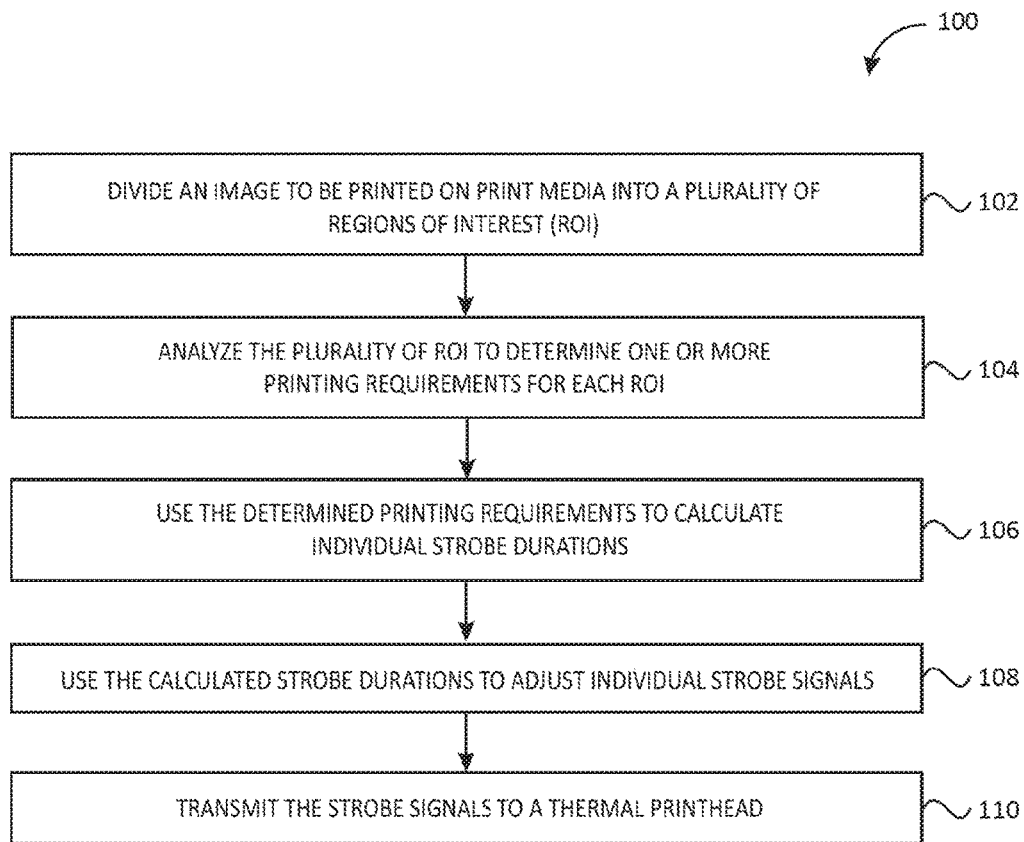 100
DIVIDE AN IMAGE TO BE PRINTED ON PRINT MEDIA INTO A PLURALITY OF
REGIONS OF INTEREST (ROI)
102
ANALYZE THE PLURALITY OF ROI TO DETERMINE ONE OR MORE
PRINTING REQUIREMENTS FOR EACH ROI
104
USE THE DETERMINED PRINTING REQUIREMENTS TO CALCULATE
INDIVIDUAL STROBE DURATIONS
106
USE THE CALCULATED STROBE DURATIONS TO ADJUST INDIVIDUAL STROBE SIGNALS
108
TRANSMIT THE STROBE SIGNALS TO A THERMAL PRINTHEAD
110